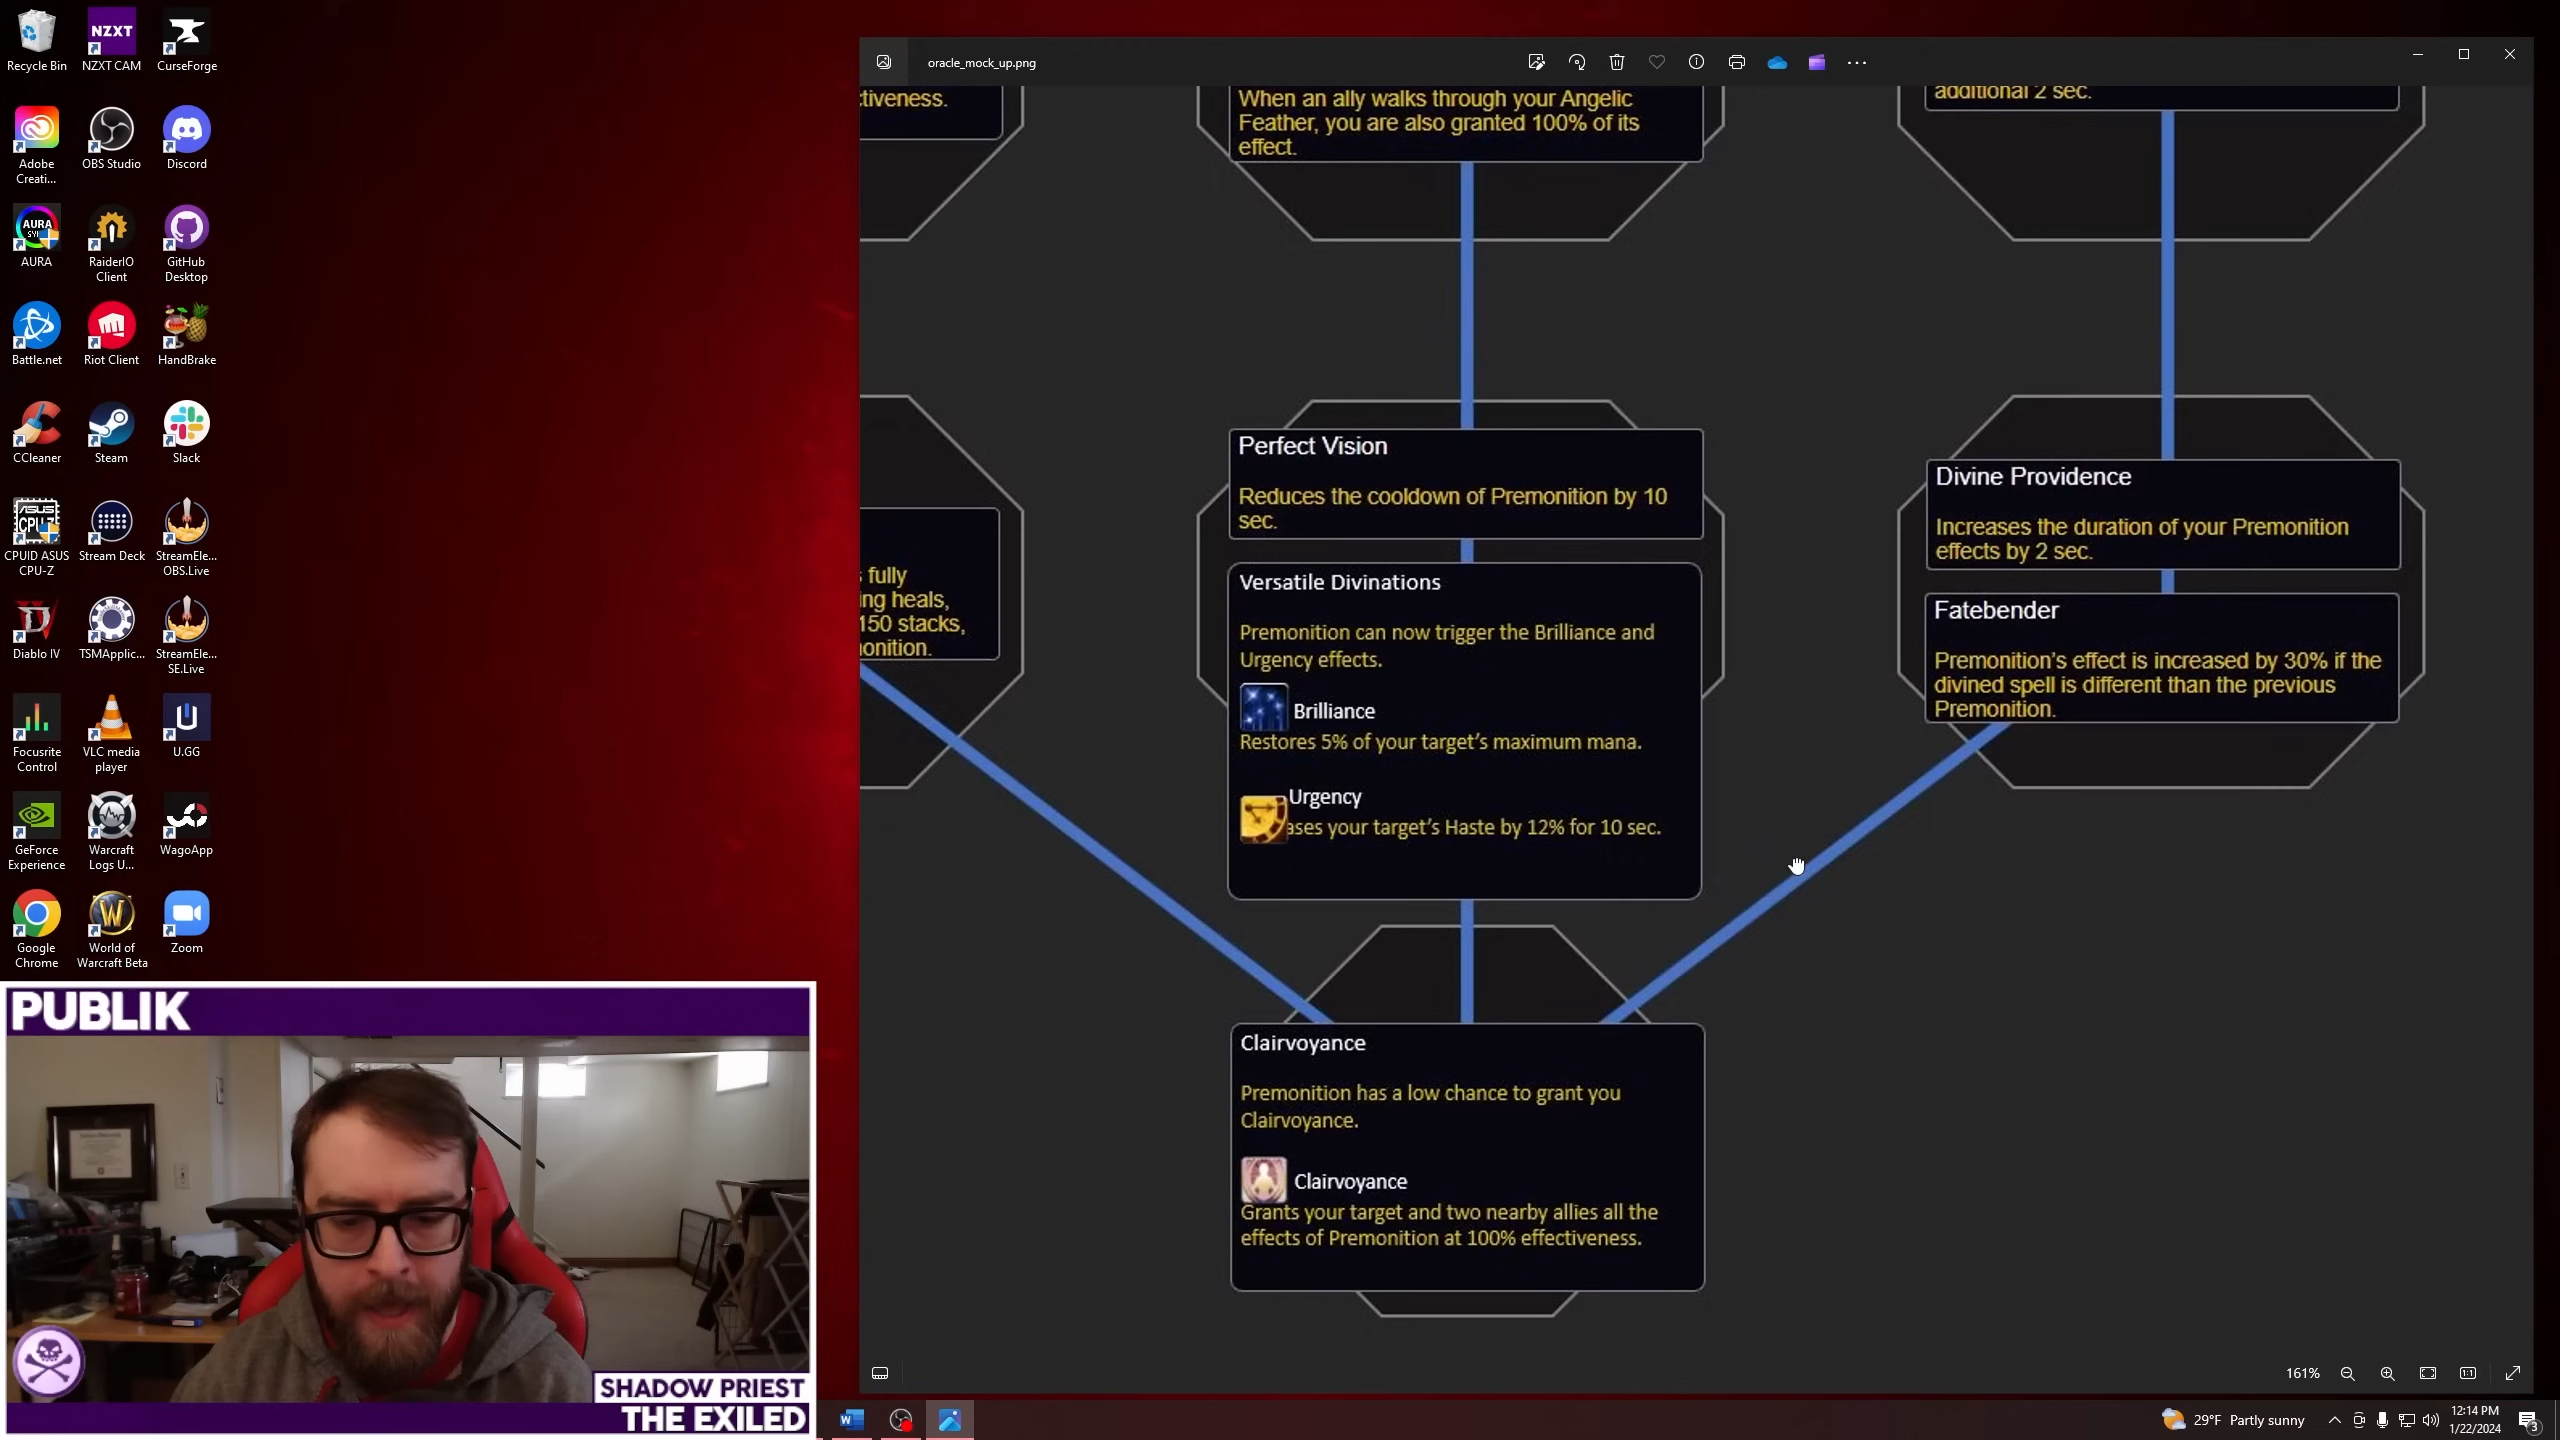 Recycle Bin
NZXT CAM
CurseForge
Adobe
Creati...
OBS Studio
Discord
AURA
RaiderIO
Client
GitHub
Desktop
Battle.net
Riot Client
HandBrake
CCleaner
Steam
Slack
CPUID ASUS
CPU-Z
Stream Deck
StreamEle...
OBS.Live
Diablo IV
TSMApplic...
StreamEle...
SE.Live
Focusrite
Control
VLC media
player
U.GG
GeForce
Experience
Warcraft
Logs U...
WagoApp
Google
Chrome
World of
Warcraft Beta
Zoom
NZXT
AURA
ASUS
CPU-Z
oracle_mock_up.png
ctiveness.
When an ally walks through your Angelic
Feather, you are also granted 100% of its
effect.
additional 2 sec.
fully
ing heals,
150 stacks,
onition.
Perfect Vision
Reduces the cooldown of Premonition by 10
sec.
Versatile Divinations
Premonition can now trigger the Brilliance and
Urgency effects.
Brilliance
Restores 5% of your target's maximum mana.
Urgency
ases your target's Haste by 12% for 10 sec.
Divine Providence
Increases the duration of your Premonition
effects by 2 sec.
Fatebender
Premonition's effect is increased by 30% if the
divined spell is different than the previous
Premonition.
Clairvoyance
Premonition has a low chance to grant you
Clairvoyance.
Clairvoyance
Grants your target and two nearby allies all the
effects of Premonition at 100% effectiveness.
161%
PUBLIK
SHADOW PRIEST
THE EXILED
29°F Partly sunny
12:14 PM
1/22/2024
3